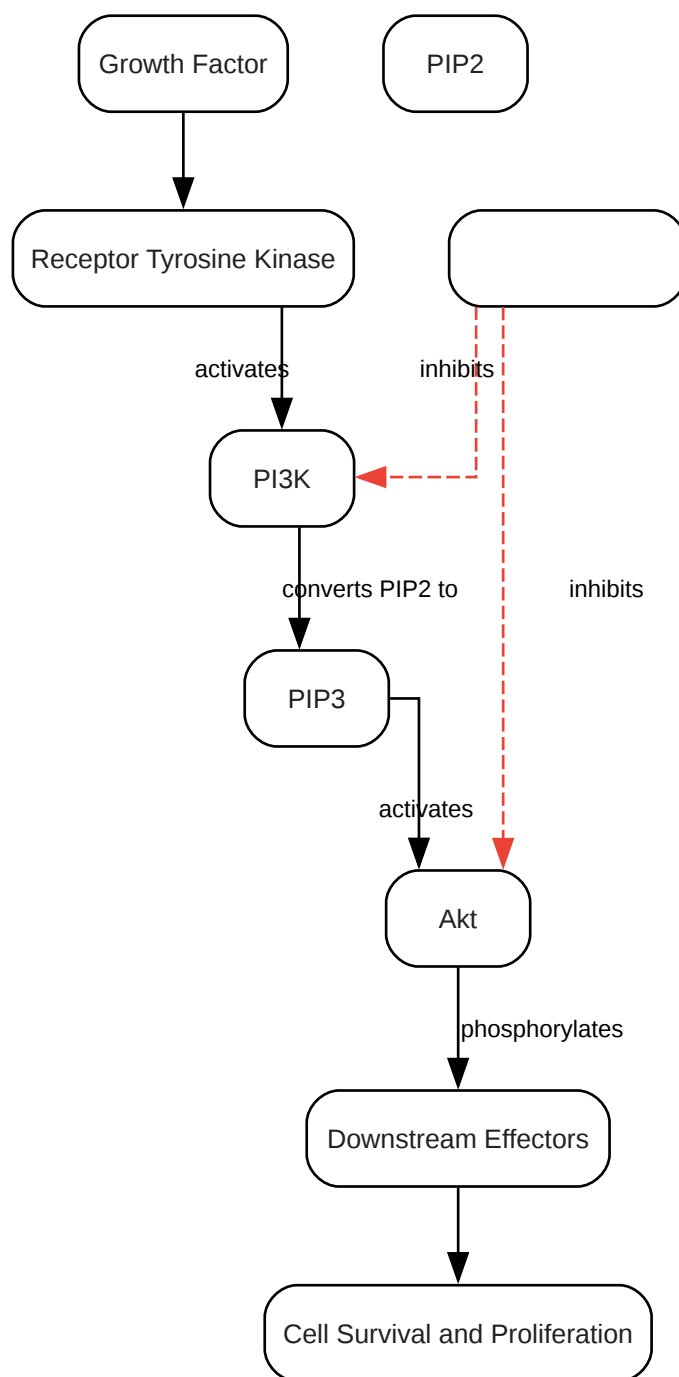 Growth Factor
PIP2
Receptor Tyrosine Kinase
activates
inhibits
PI3K
converts PIP2 to
inhibits
PIP3
activates
Akt
phosphorylates
Downstream Effectors
Cell Survival and Proliferation